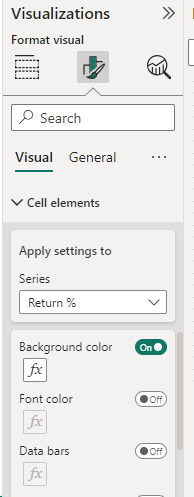 Visualizations
Format visual
Search
Visual General ...
Cell elements
Apply settings to
Series
Return %
Background color On
fx
Font color Off
fx
Data bars Off
fx